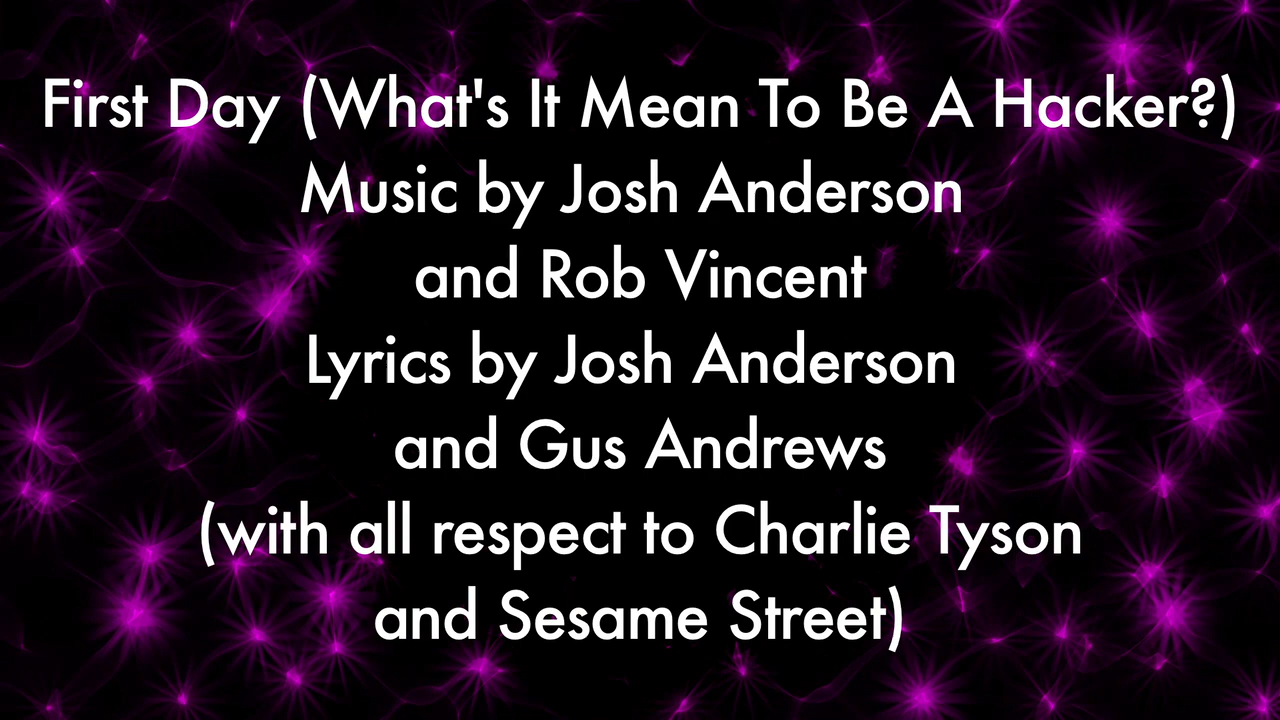 First Day (What's It Mean To Be A Hacker?)
Music by Josh Anderson
and Rob Vincent
Lyrics by Josh Anderson
and Gus Andrews
(with all respect to Charlie Tyson
and Sesame Street)